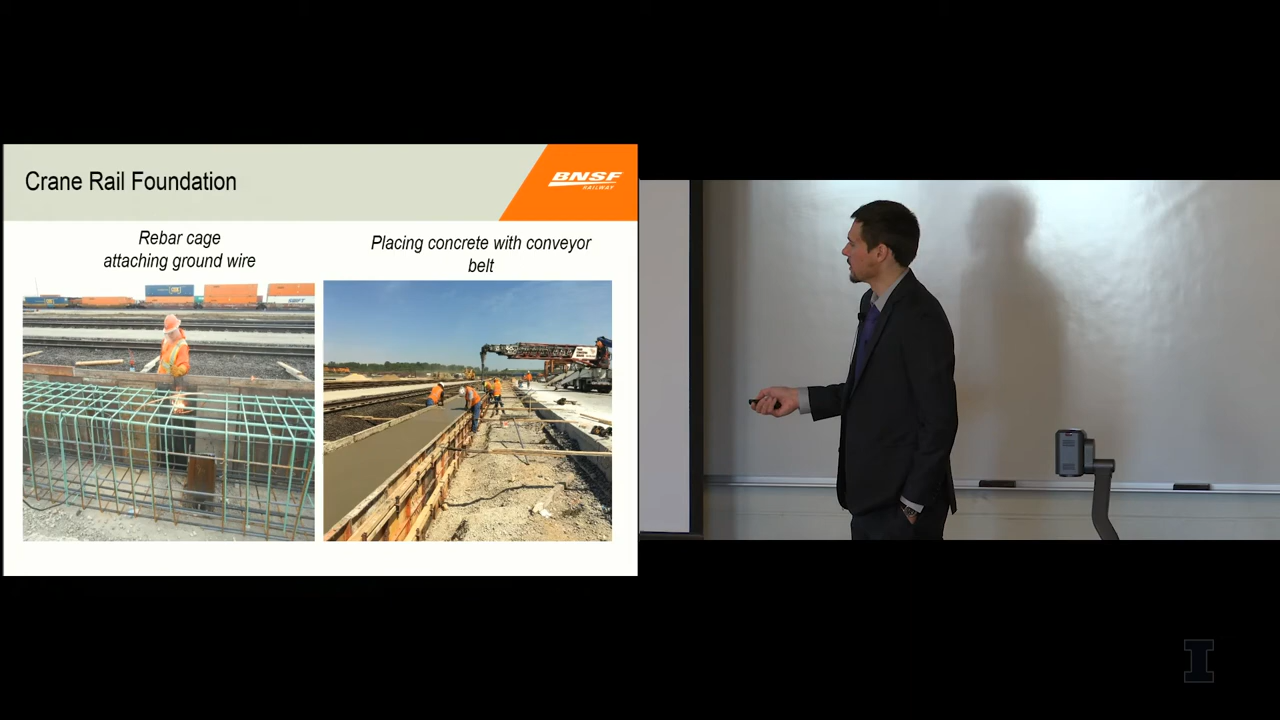 Crane Rail Foundation
BNSF
RAILWAY
Rebar cage
attaching ground wire
Placing concrete with conveyor
belt
I